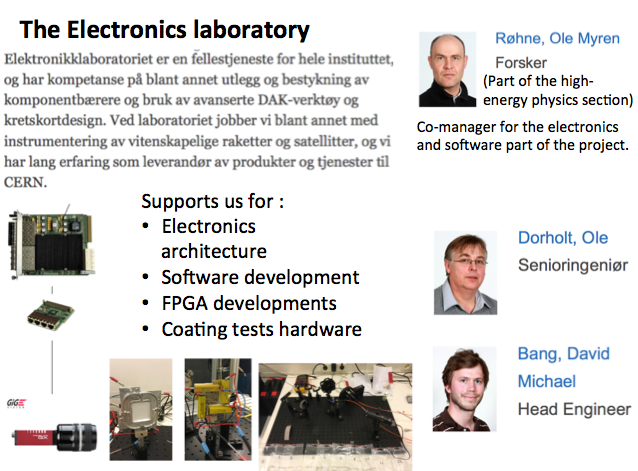 The Electronics laboratory
Elektronikklaboratoriet er en fellestjeneste for hele instituttet,
og har kompetanse på blant annet utlegg og bestykning av
komponentbærere og bruk av avanserte DAK-verktøy og
kretskortdesign. Ved laboratoriet jobber vi blant annet med
instrumentering av vitenskapelige raketter og satellitter, og vi
har lang erfaring som leverandør av produkter og tjenester til
CERN.
Røhne, Ole Myren
Forsker
(Part of the high-
energy physics section)
Co-manager for the electronics
and software part of the project.
Supports us for :
• Electronics
architecture
• Software development
• FPGA developments
• Coating tests hardware
Dorholt, Ole
Senioringeniør
Bang, David
Michael
Head Engineer
GIGE